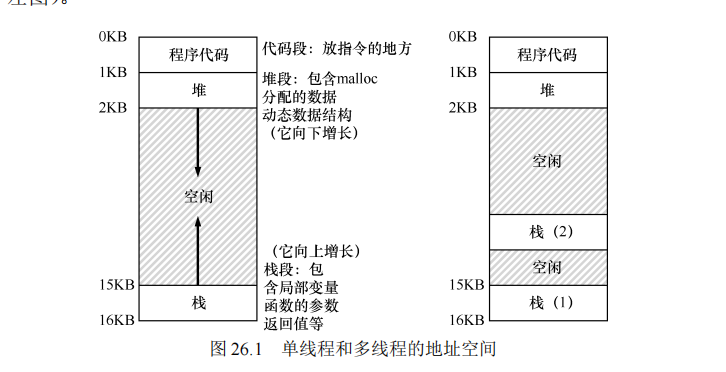 0KB
程序代码
代码段：放指令的地方
1KB
堆
堆段：包含malloc
分配的数据
2KB
动态数据结构
（它向下增长）
空闲
（它向上增长）
栈段：包
15KB
含局部变量
栈
函数的参数
16KB
返回值等
0KB
程序代码
1KB
堆
2KB
空闲
栈（2）
空闲
15KB
栈（1）
16KB
图 26.1 单线程和多线程的地址空间